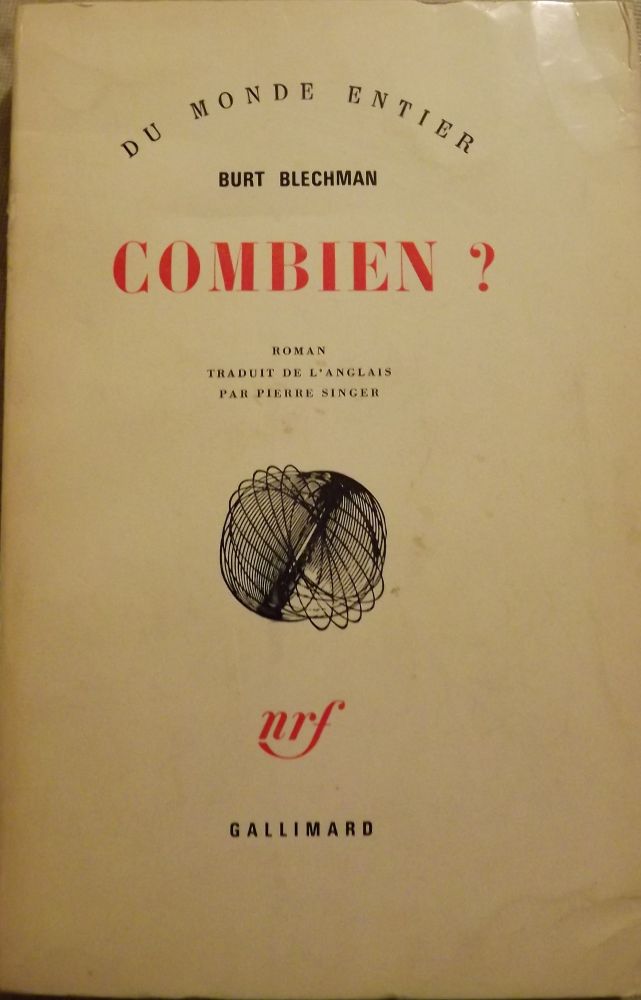 DU MONDE ENTIER
BURT BLECHMAN
COMBIEN ?
ROMAN
TRADUIT DE L'ANGLAIS
PAR PIERRE SINGER
nrf
GALLIMARD